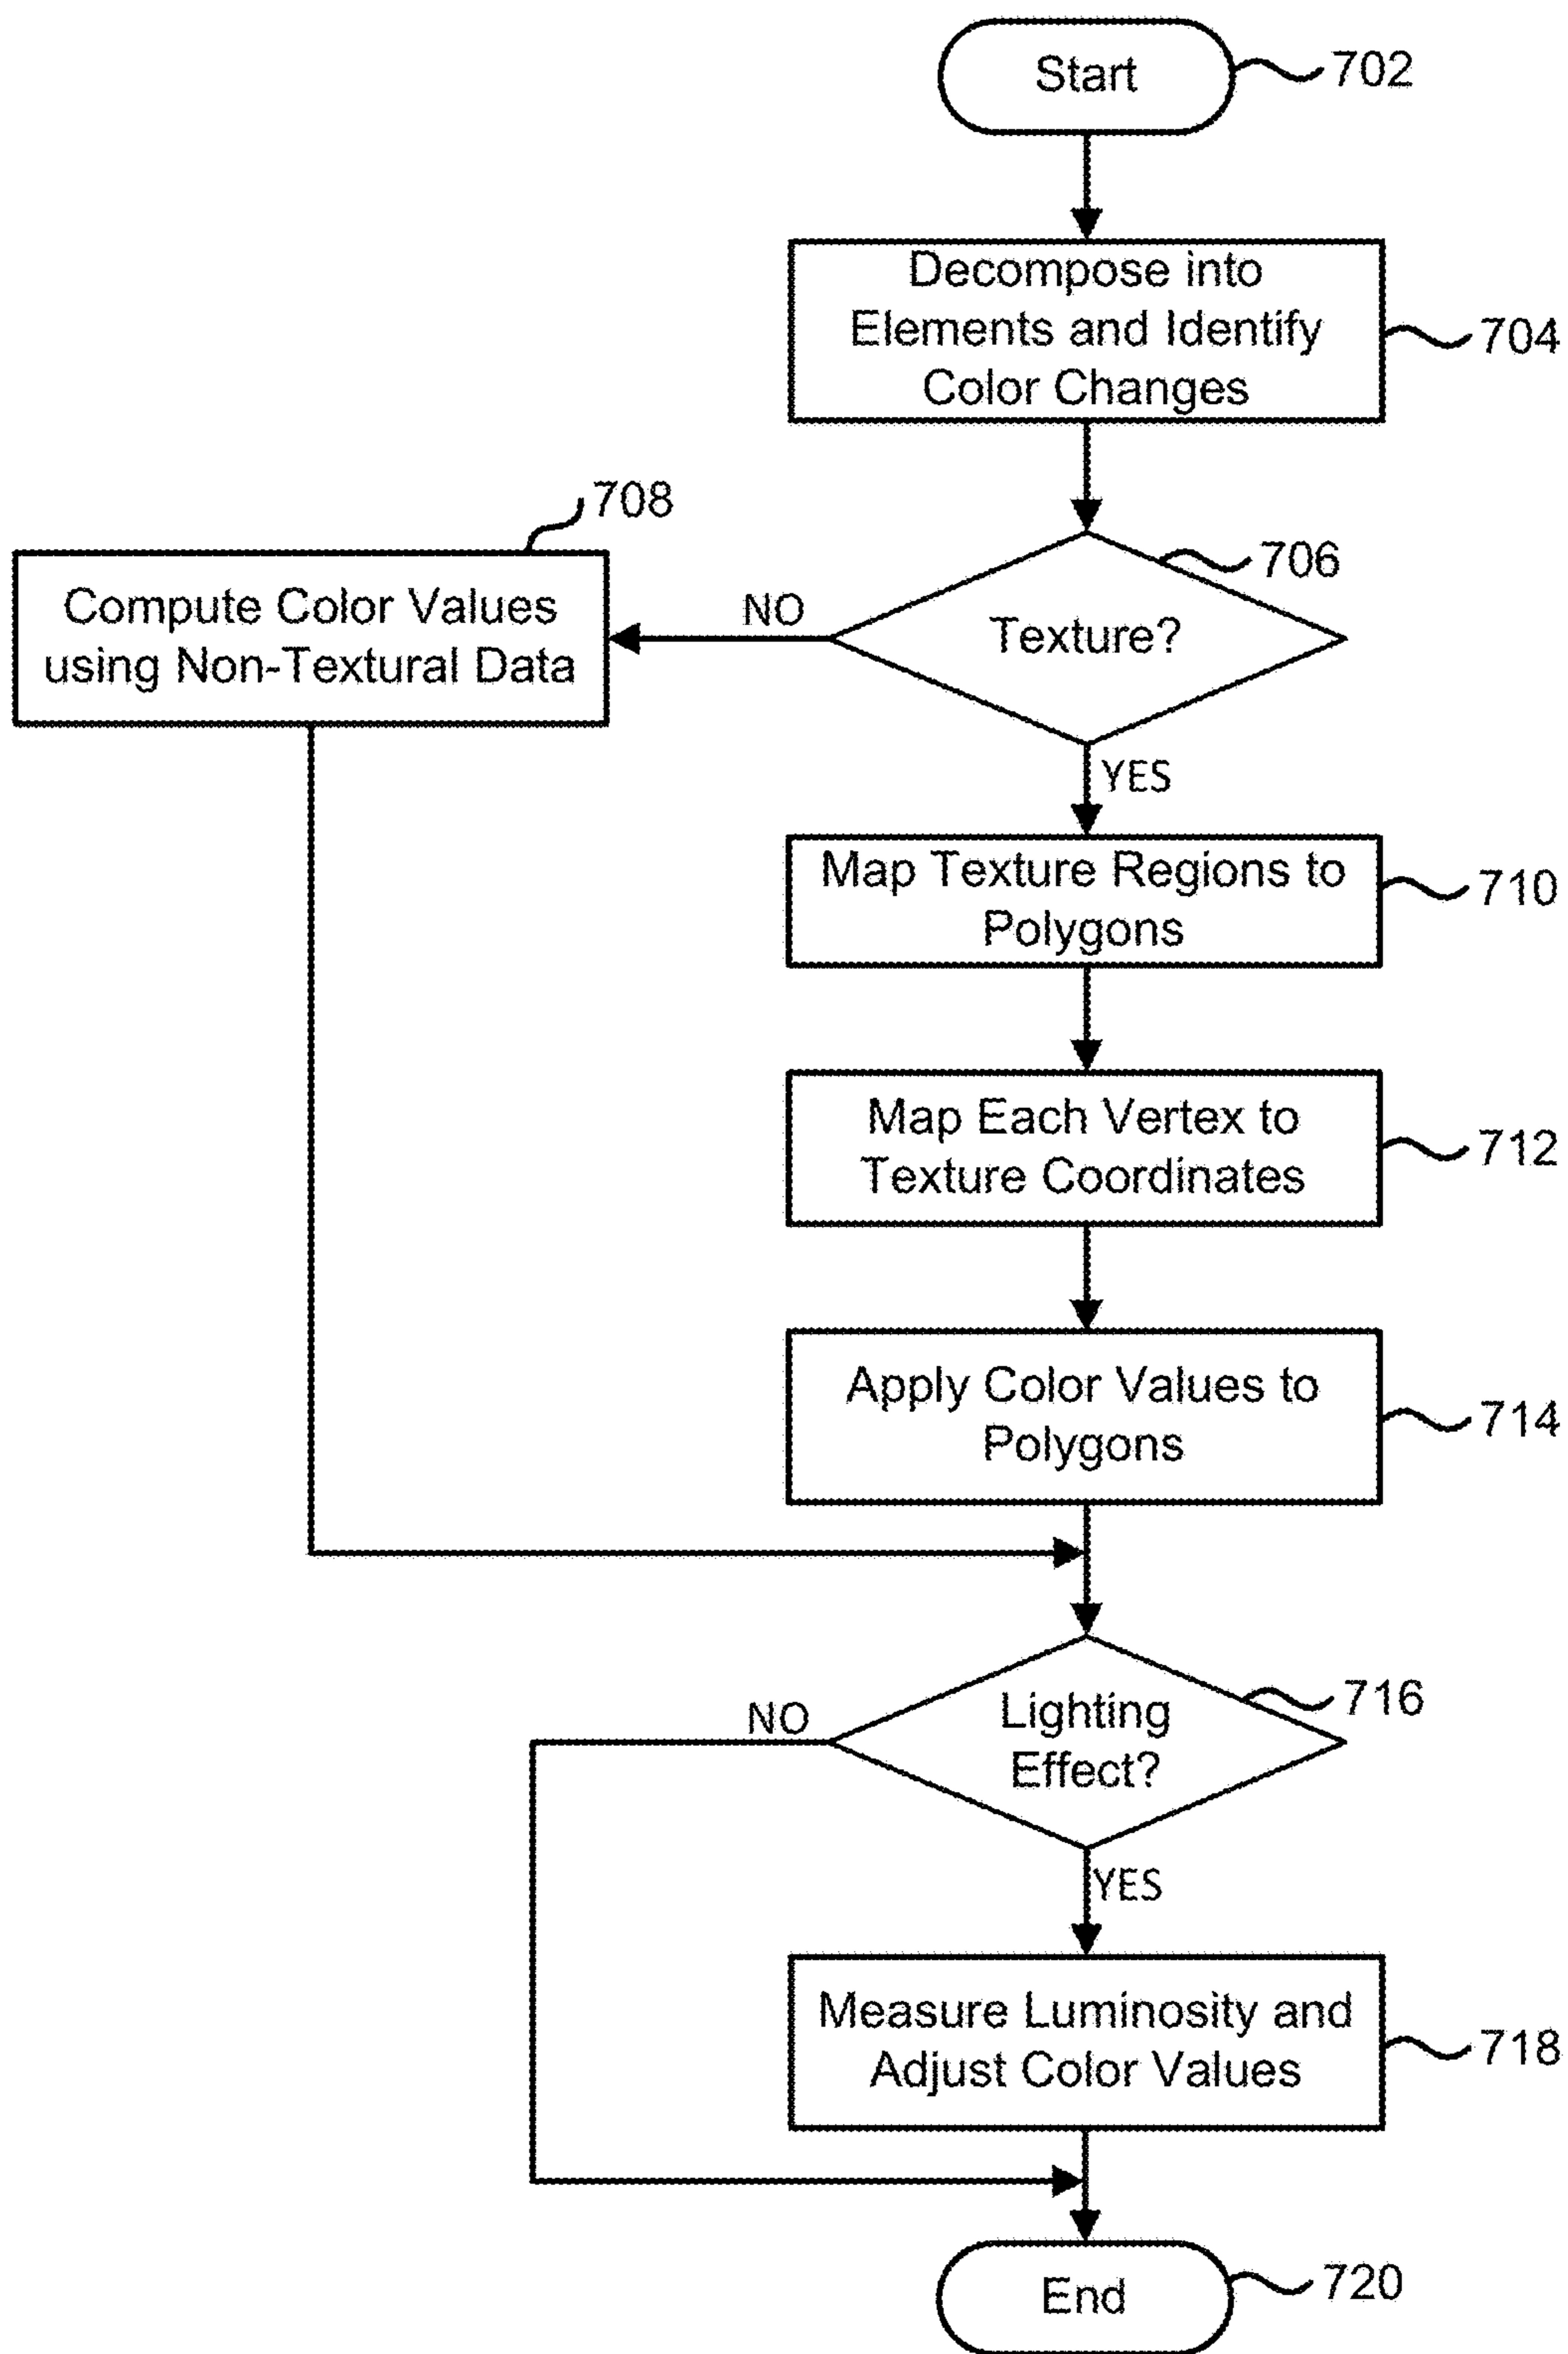 Start
702
Decompose into
Elements and Identify
Color Changes
704
708
706
Compute Color Values
using Non-Textural Data
NO
Texture?
YES
Map Texture Regions to
Polygons
710
Map Each Vertex to
Texture Coordinates
712
Apply Color Values to
Polygons
714
NO
Lighting
Effect?
716
YES
Measure Luminosity and
Adjust Color Values
718
End
720